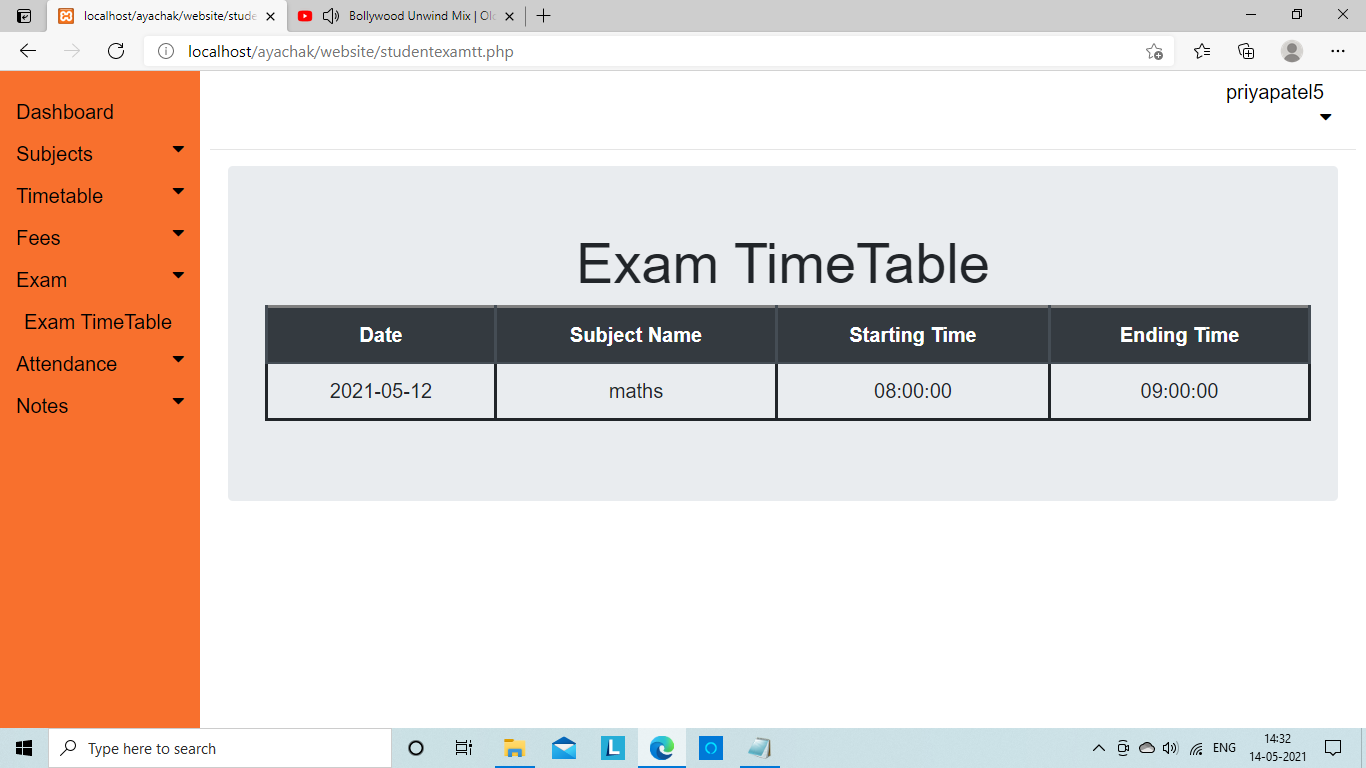 localhost/ayachak/website/stude
Bollywood Unwind Mix | Old
localhost/ayachak/website/studentexamtt.php
priyapatel5
Dashboard
Subjects
Timetable
Fees
Exam
Exam TimeTable
Attendance
Notes
Exam TimeTable
Date Subject Name Starting Time Ending Time
2021-05-12 maths 08:00:00 09:00:00
Type here to search
L
ENG
14:32
14-05-2021